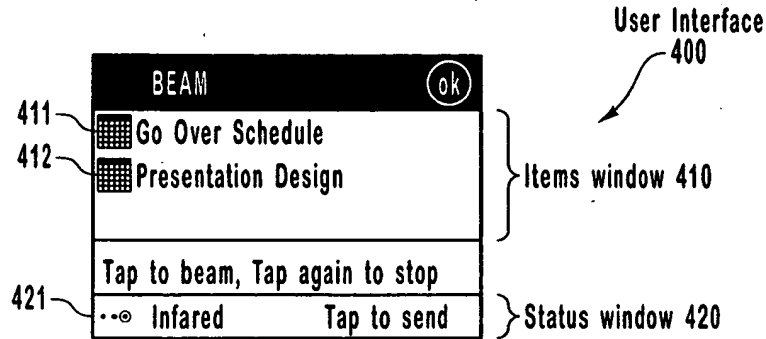 User Interface
400
BEAM ok
411
Go Over Schedule
412
Presentation Design
Items window 410
Tap to beam, Tap again to stop
421
Infared Tap to send
Status window 420